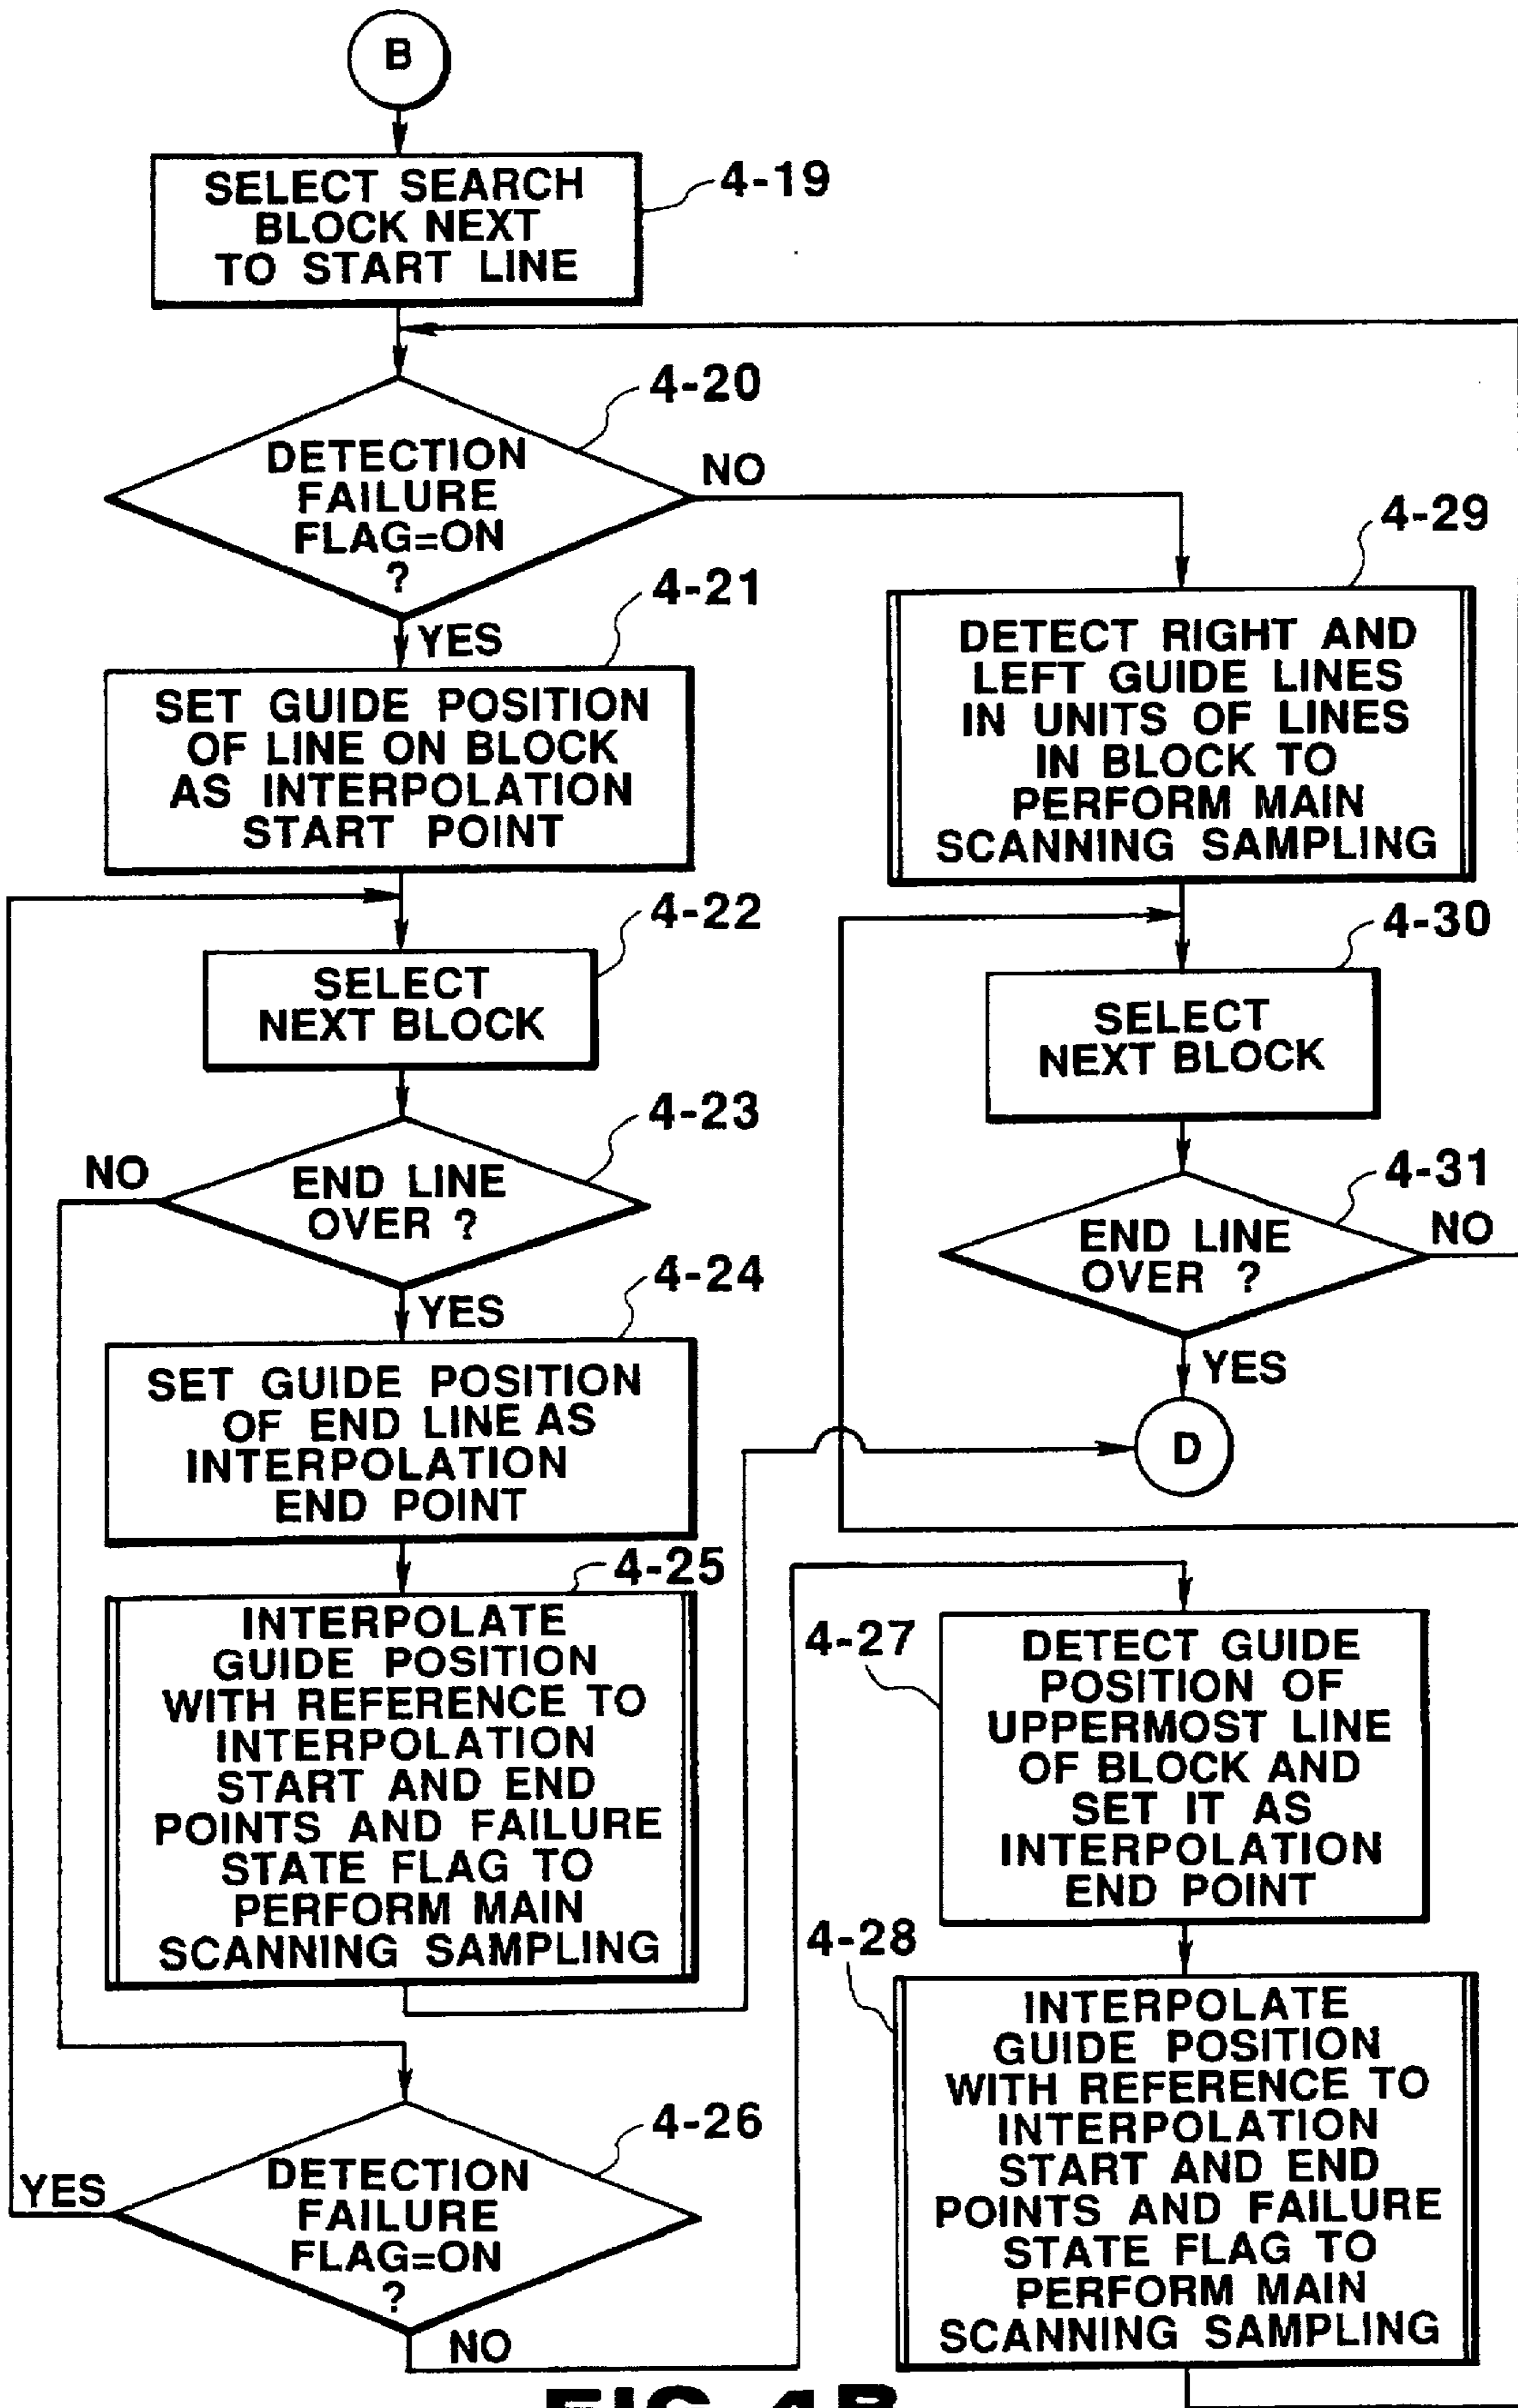 B
SELECT SEARCH
BLOCK NEXT
TO START LINE
4-19
4-20
DETECTION
FAILURE
FLAG=ON
?
NO
YES
4-21
SET GUIDE POSITION
OF LINE ON BLOCK
AS INTERPOLATION
START POINT
4-22
SELECT
NEXT BLOCK
4-23
END LINE
OVER ?
NO
YES
4-24
SET GUIDE POSITION
OF END LINE AS
INTERPOLATION
END POINT
4-25
INTERPOLATE
GUIDE POSITION
WITH REFERENCE TO
INTERPOLATION
START AND END
POINTS AND FAILURE
STATE FLAG TO
PERFORM MAIN
SCANNING SAMPLING
4-26
DETECTION
FAILURE
FLAG=ON
?
YES
NO
4-29
DETECT RIGHT AND
LEFT GUIDE LINES
IN UNITS OF LINES
IN BLOCK TO
PERFORM MAIN
SCANNING SAMPLING
4-30
SELECT
NEXT BLOCK
4-31
END LINE
OVER ?
NO
YES
D
4-27
DETECT GUIDE
POSITION OF
UPPERMOST LINE
OF BLOCK AND
SET IT AS
INTERPOLATION
END POINT
4-28
INTERPOLATE
GUIDE POSITION
WITH REFERENCE TO
INTERPOLATION
START AND END
POINTS AND FAILURE
STATE FLAG TO
PERFORM MAIN
SCANNING SAMPLING
FIG.4B